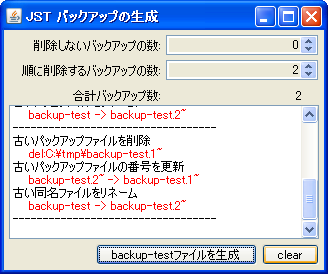 JST バックアップの生成
削除しないバックアップの数: 0
順に削除するバックアップの数: 2
合計バックアップ数: 2
backup-test -> backup-test.2~
--------------------------------
古いバックアップファイルを削除
del:C:¥tmp¥backup-test.1~
古いバックアップファイルの番号を更新
backup-test.2~ -> backup-test.1~
古い同名ファイルをリネーム
backup-test -> backup-test.2~
--------------------------------
backup-testファイルを生成 clear